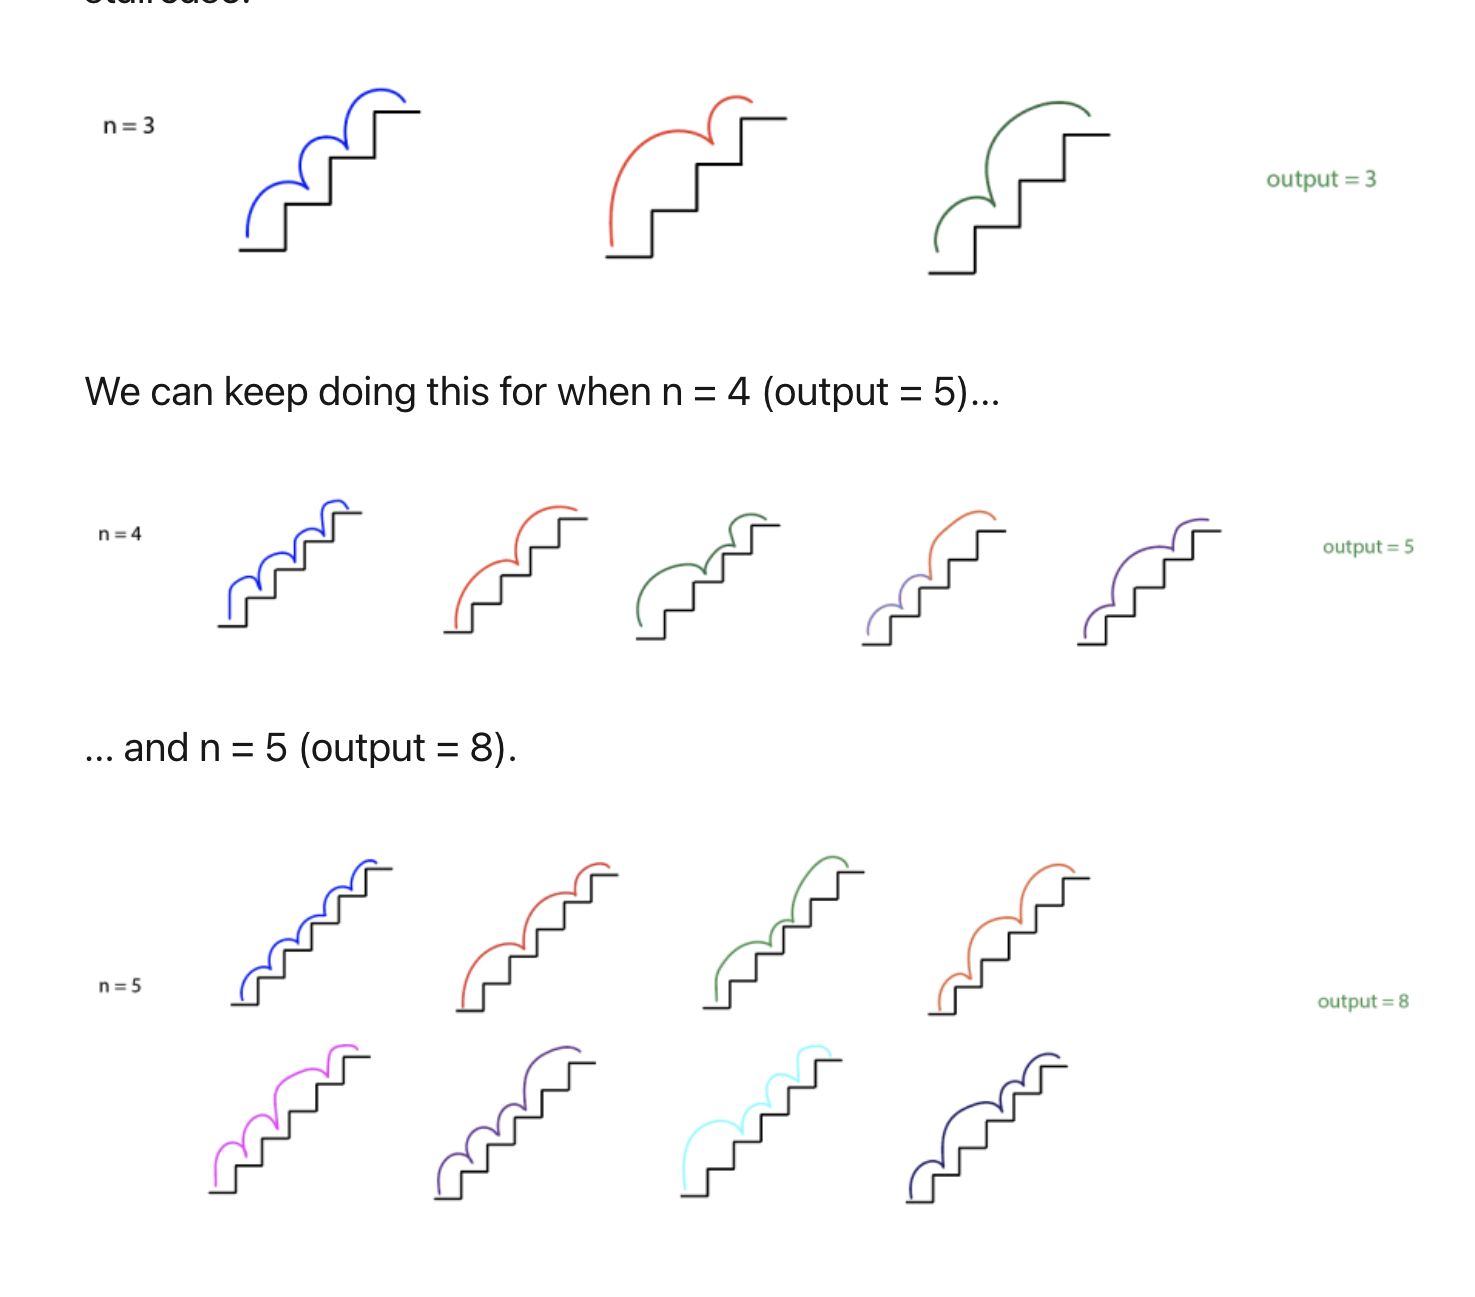 staircase.
n = 3
output = 3
We can keep doing this for when n = 4 (output = 5)...
n = 4
output = 5
... and n = 5 (output = 8).
n = 5
output = 8